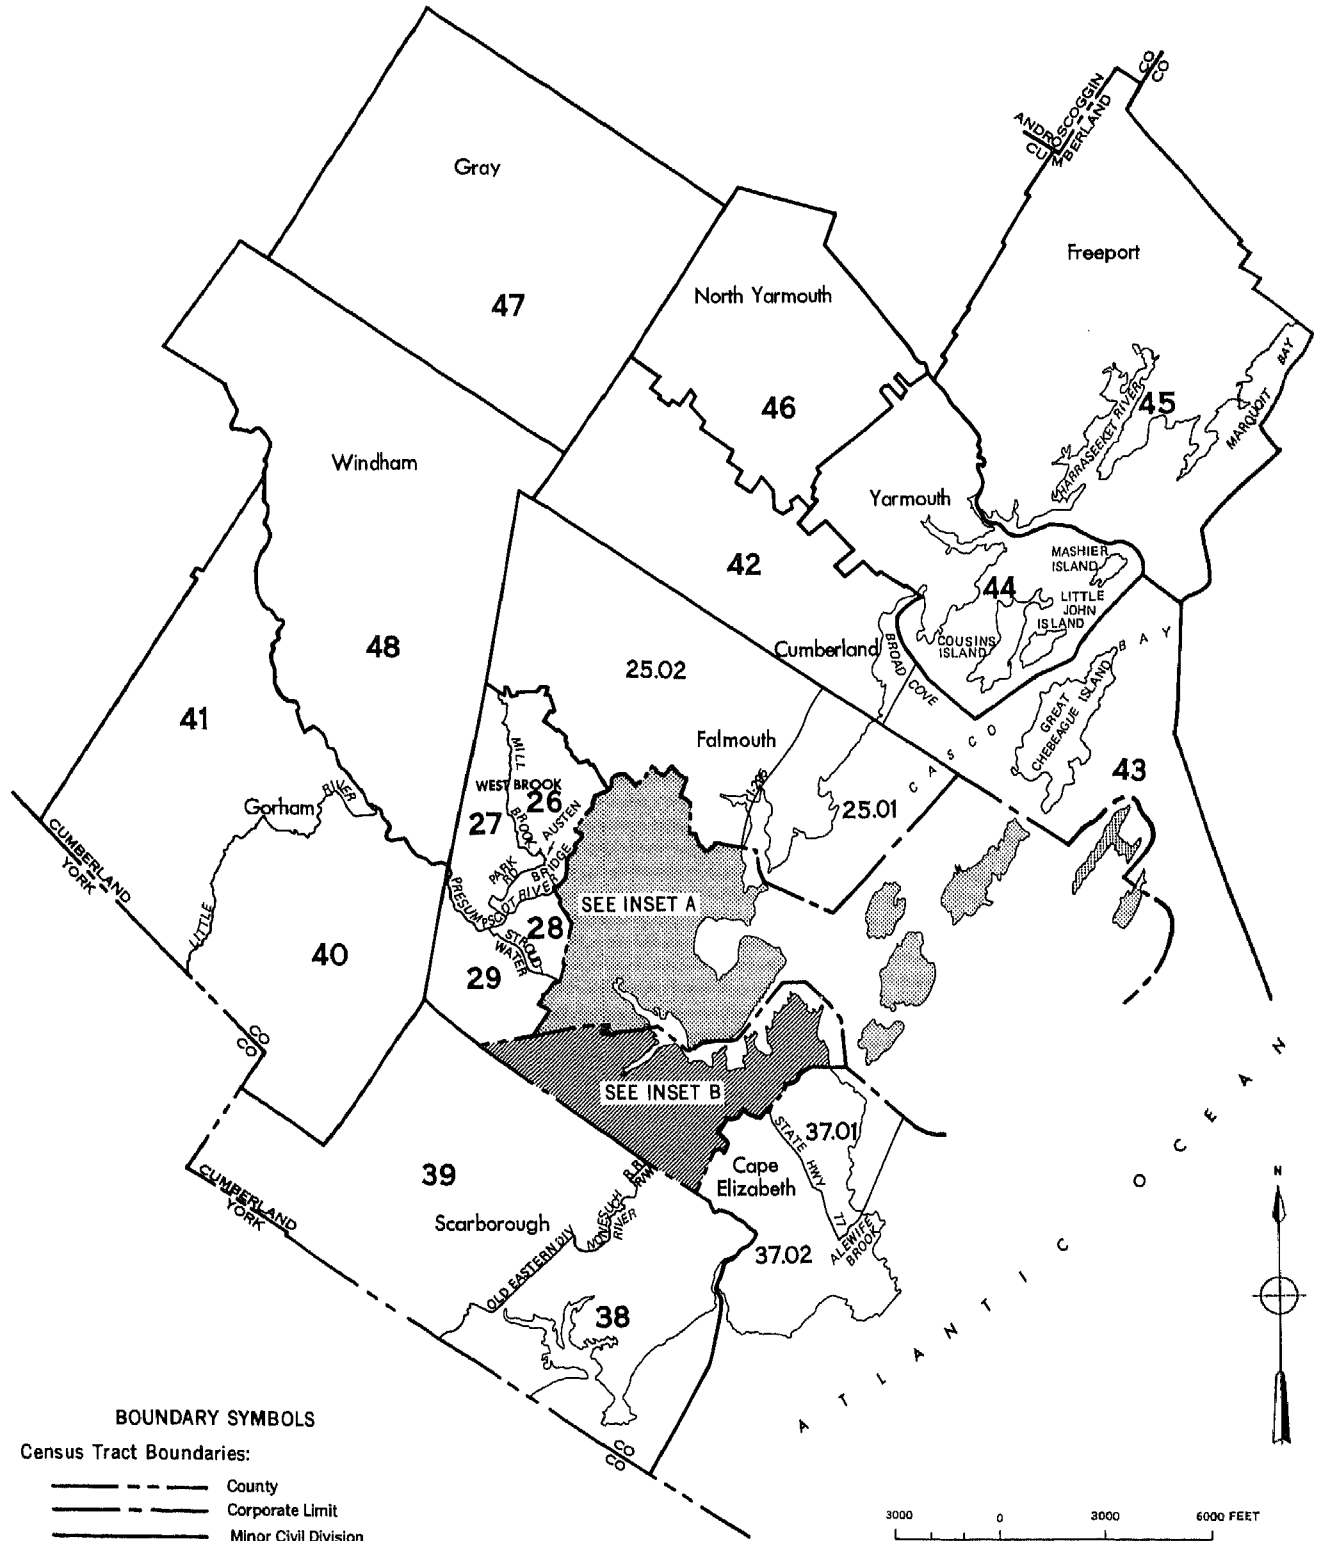 CO
CO
ANDROSCOGGIN
CUMBERLAND
Gray
47
Freeport
North Yarmouth
46
45
HARRASEEKET RIVER
MARQUOIT BAY
Windham
Yarmouth
MASHIER
ISLAND
44
LITTLE
JOHN
ISLAND
COUSINS
ISLAND
42
Cumberland
BROAD COVE
48
25.02
CASCO BAY
GREAT
CHEBEAGUE ISLAND
43
41
Falmouth
I-295
25.01
MILL
BROOK
WEST BROOK
26
27
AUSTEN
BRIDGE
PARK
RD
PRESUMPSCOT RIVER
28
STROUD
WATER
29
Gorham
RIVER
LITTLE
CUMBERLAND
YORK
40
SEE INSET A
CO
CO
SEE INSET B
37.01
STATE HWY 77
Cape
Elizabeth
ALEWIFE
BROOK
37.02
39
R.R.
R/W
Scarborough
NONESUCH
RIVER
OLD EASTERN DIV
CUMBERLAND
YORK
38
CO
CO
ATLANTIC OCEAN
N
BOUNDARY SYMBOLS
Census Tract Boundaries:
County
Corporate Limit
Minor Civil Division
3000 0 3000 6000 FEET